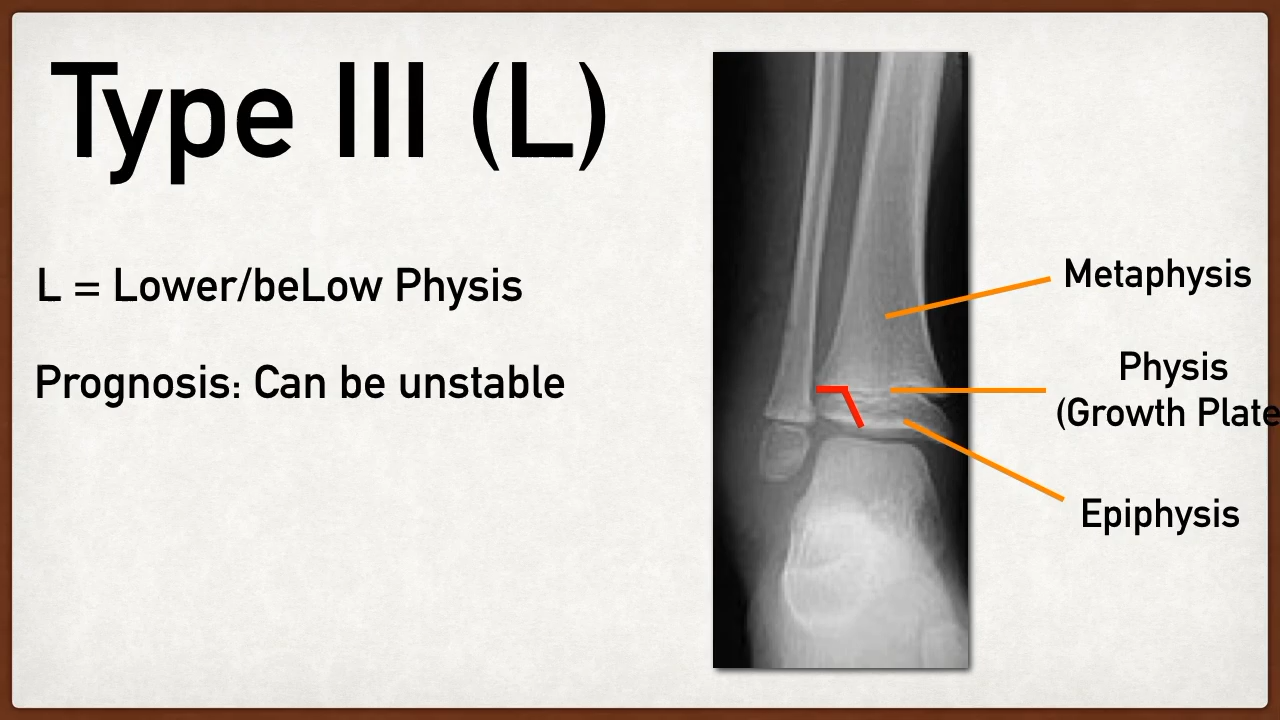 Type III (L)
L = Lower/beLow Physis
Prognosis: Can be unstable
Metaphysis
Physis
(Growth Plate
Epiphysis